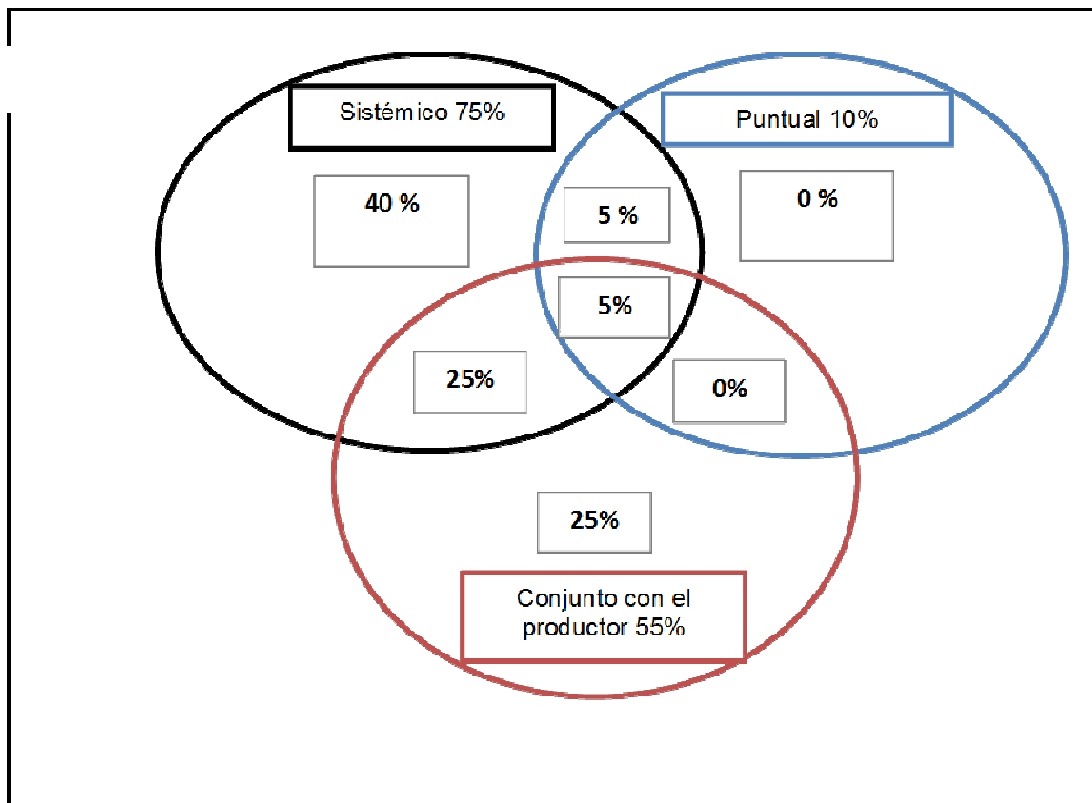 Sistémico 75%
Puntual 10%
40 %
5 %
0 %
5%
25%
0%
25%
Conjunto con el
productor 55%